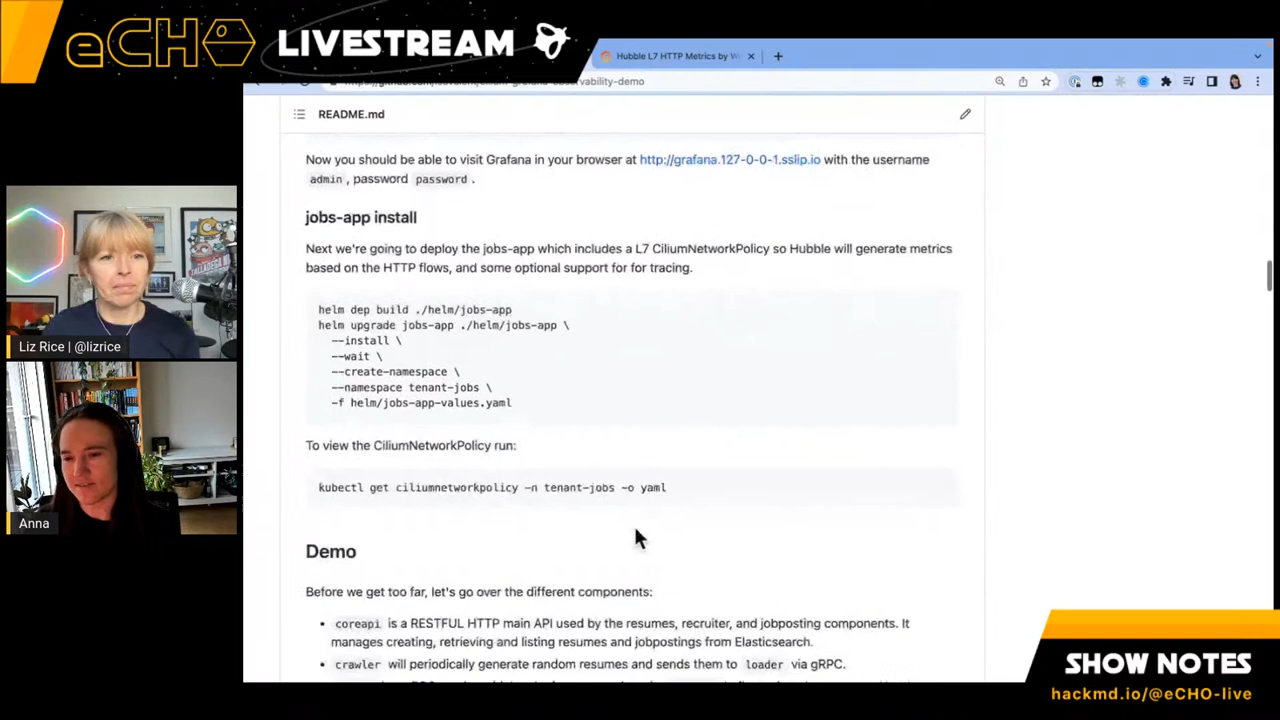 eCHO LIVESTREAM
Hubble L7 HTTP Metrics by W
observability-demo
README.md
Now you should be able to visit Grafana in your browser at http://grafana.127-0-0-1.sslip.io with the username
admin, password password.
jobs-app install
Next we're going to deploy the jobs-app which includes a L7 CiliumNetworkPolicy so Hubble will generate metrics
based on the HTTP flows, and some optional support for for tracing.
helm dep build ./helm/jobs-app
helm upgrade jobs-app ./helm/jobs-app \
--install \
--wait \
--create-namespace \
--namespace tenant-jobs \
-f helm/jobs-app-values.yaml
To view the CiliumNetworkPolicy run:
kubectl get ciliumnetworkpolicy -n tenant-jobs -o yaml
Demo
Before we get too far, let's go over the different components:
• coreapi is a RESTFUL HTTP main API used by the resumes, recruiter, and jobposting components. It
manages creating, retrieving and listing resumes and jobpostings from Elasticsearch.
• crawler will periodically generate random resumes and sends them to loader via gRPC.
Liz Rice | @lizrice
Anna
SHOW NOTES
hackmd.io/@eCHO-live